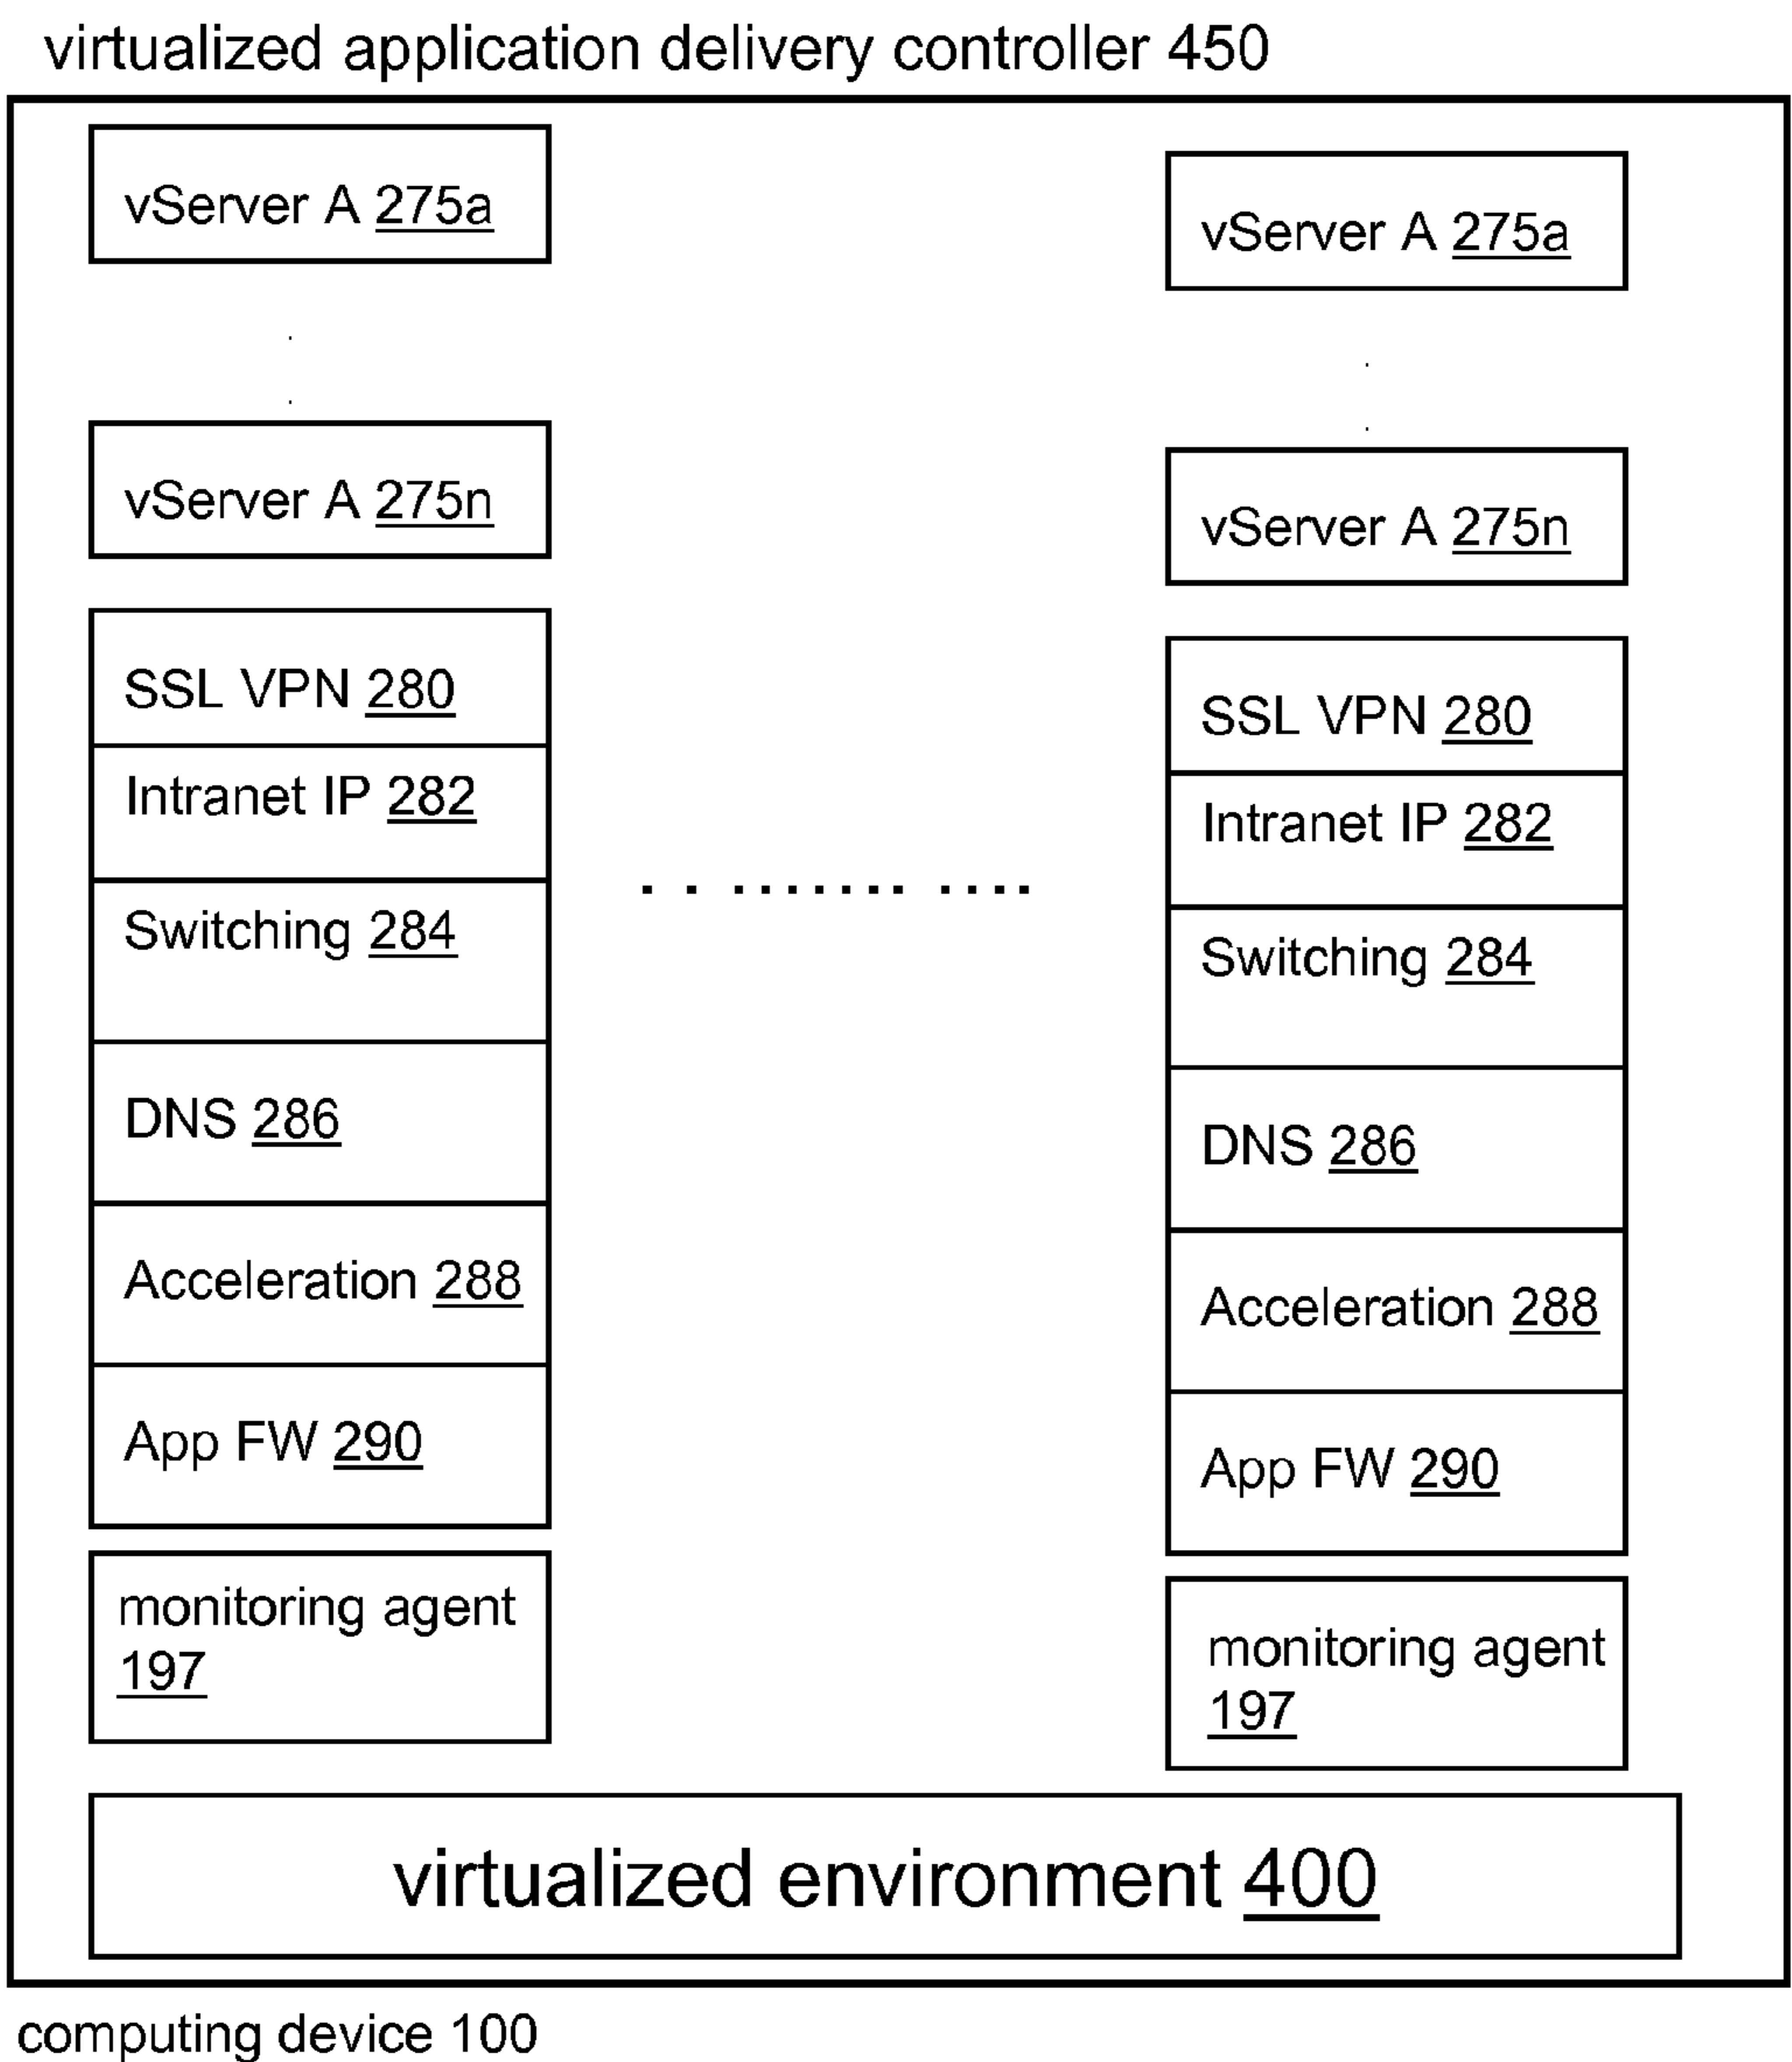 virtualized application delivery controller 450
vServer A 275a
vServer A 275n
SSL VPN 280
Intranet IP 282
Switching 284
DNS 286
Acceleration 288
App FW 290
monitoring agent
197
vServer A 275a
vServer A 275n
SSL VPN 280
Intranet IP 282
Switching 284
DNS 286
Acceleration 288
App FW 290
monitoring agent
197
virtualized environment 400
computing device 100